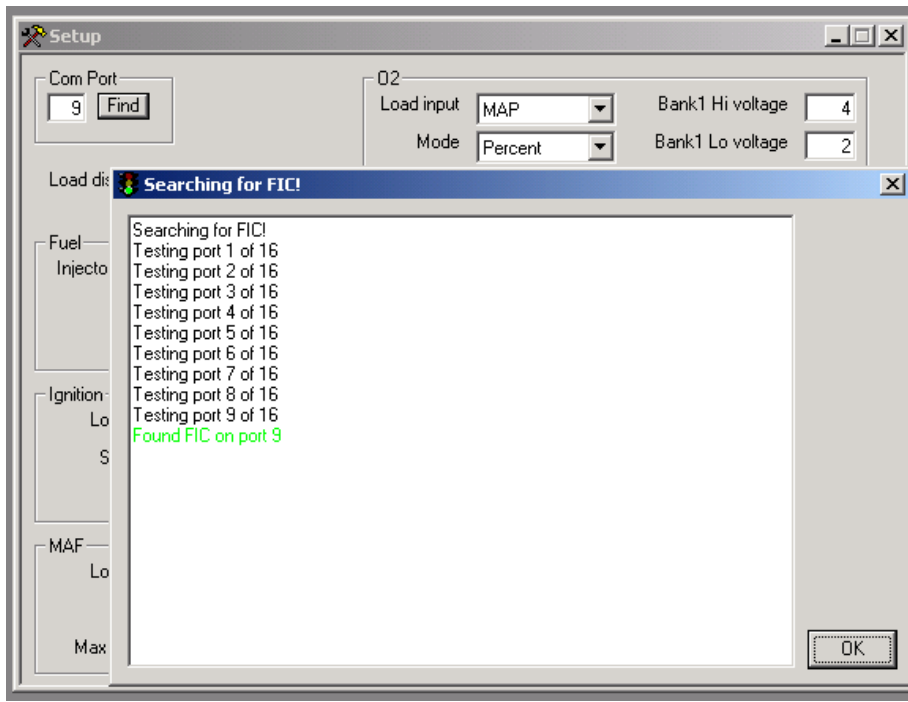 Setup
Com Port
9 Find
O2
Load input MAP
Bank1 Hi voltage 4
Mode Percent
Bank1 Lo voltage 2
Load dis
Searching for FIC!
Searching for FIC!
Testing port 1 of 16
Testing port 2 of 16
Testing port 3 of 16
Testing port 4 of 16
Testing port 5 of 16
Testing port 6 of 16
Testing port 7 of 16
Testing port 8 of 16
Testing port 9 of 16
Found FIC on port 9
Fuel
Injecto
Ignition
Lo
S
MAF
Lo
Max
OK